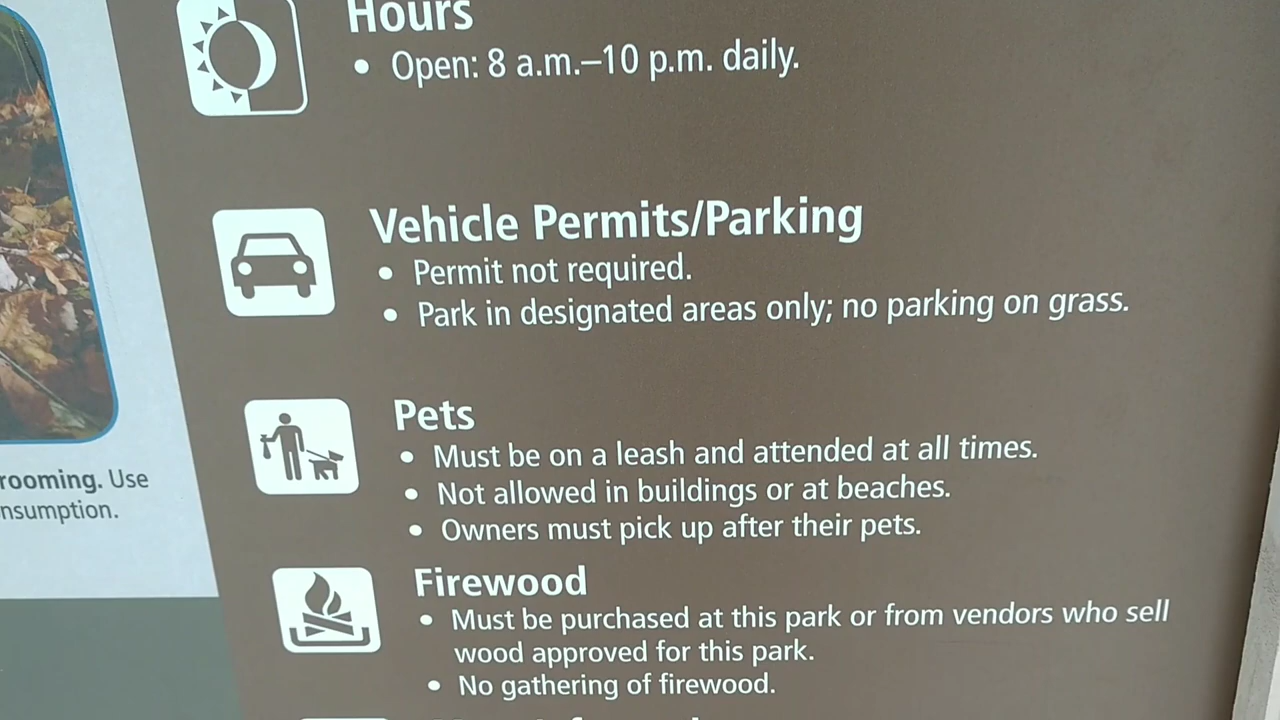 Hours
• Open: 8 a.m.–10 p.m. daily.
Vehicle Permits/Parking
• Permit not required.
• Park in designated areas only; no parking on grass.
Pets
• Must be on a leash and attended at all times.
• Not allowed in buildings or at beaches.
• Owners must pick up after their pets.
Firewood
• Must be purchased at this park or from vendors who sell
wood approved for this park.
• No gathering of firewood.
rooming. Use
nsumption.